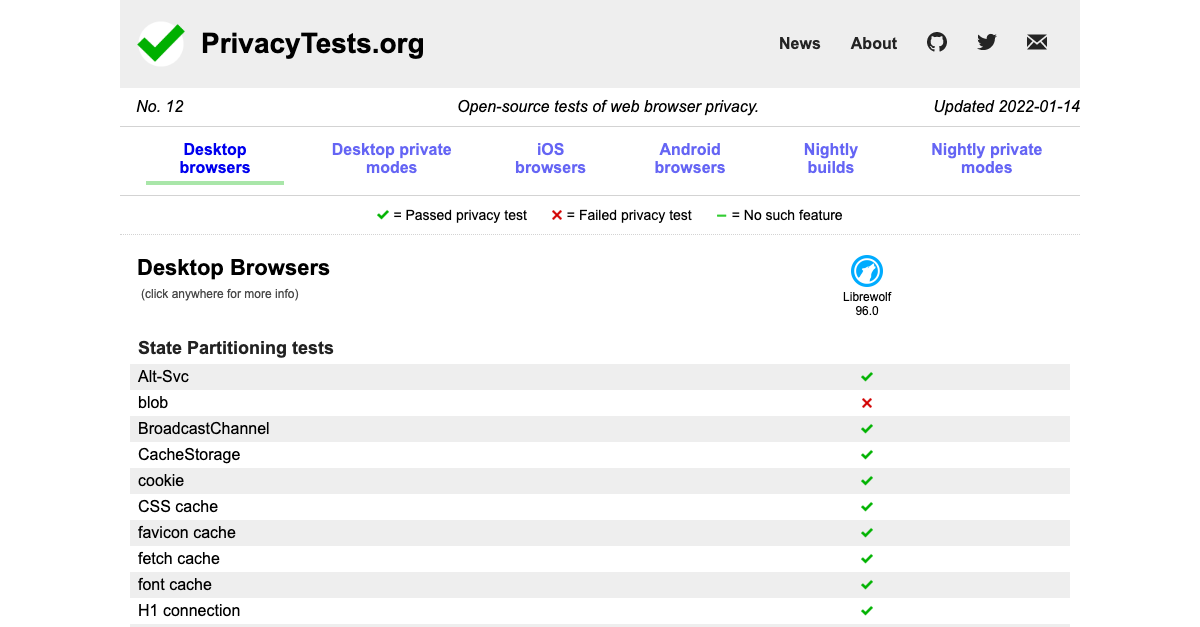 PrivacyTests.org
News About
No. 12 Open-source tests of web browser privacy. Updated 2022-01-14
Desktop browsers Desktop private modes iOS browsers Android browsers Nightly builds Nightly private modes
= Passed privacy test = Failed privacy test = No such feature
Desktop Browsers
(click anywhere for more info)
Librewolf
96.0
State Partitioning tests
Alt-Svc
blob
BroadcastChannel
CacheStorage
cookie
CSS cache
favicon cache
fetch cache
font cache
H1 connection